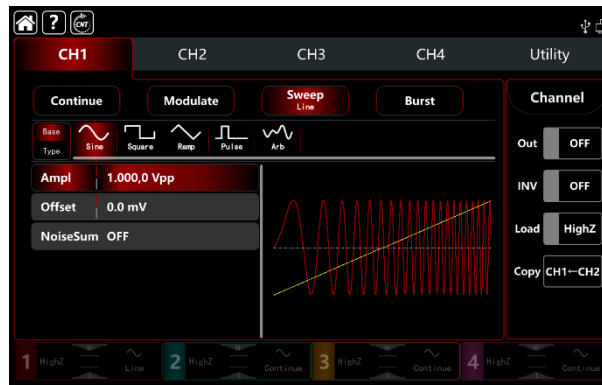 ? CNT
CH1 CH2 CH3 CH4 Utility
Continue Modulate Sweep Burst Channel
Line
Base
Type Sine Square Ramp Pulse Arb
Out OFF
Ampl 1.000,0 Vpp
INV OFF
Offset 0.0 mV
Load HighZ
NoiseSum OFF
Copy CH1←CH2
1 HighZ Line 2 HighZ Continue 3 HighZ Continue 4 HighZ Continue